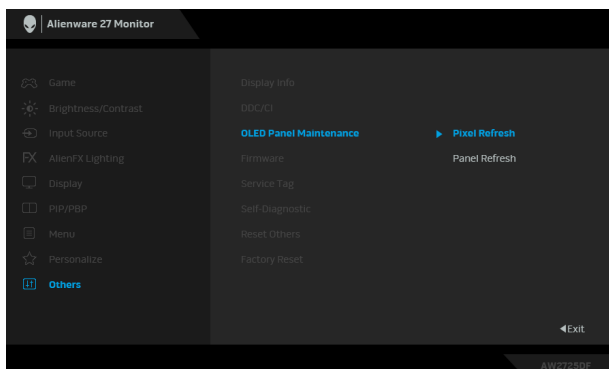 Alienware 27 Monitor
Game
Brightness/Contrast
Input Source
AlienFX Lighting
Display
PIP/PBP
Menu
Personalize
Others
Display Info
DDC/CI
OLED Panel Maintenance
Firmware
Service Tag
Self-Diagnostic
Reset Others
Factory Reset
Pixel Refresh
Panel Refresh
Exit
AW2725DF